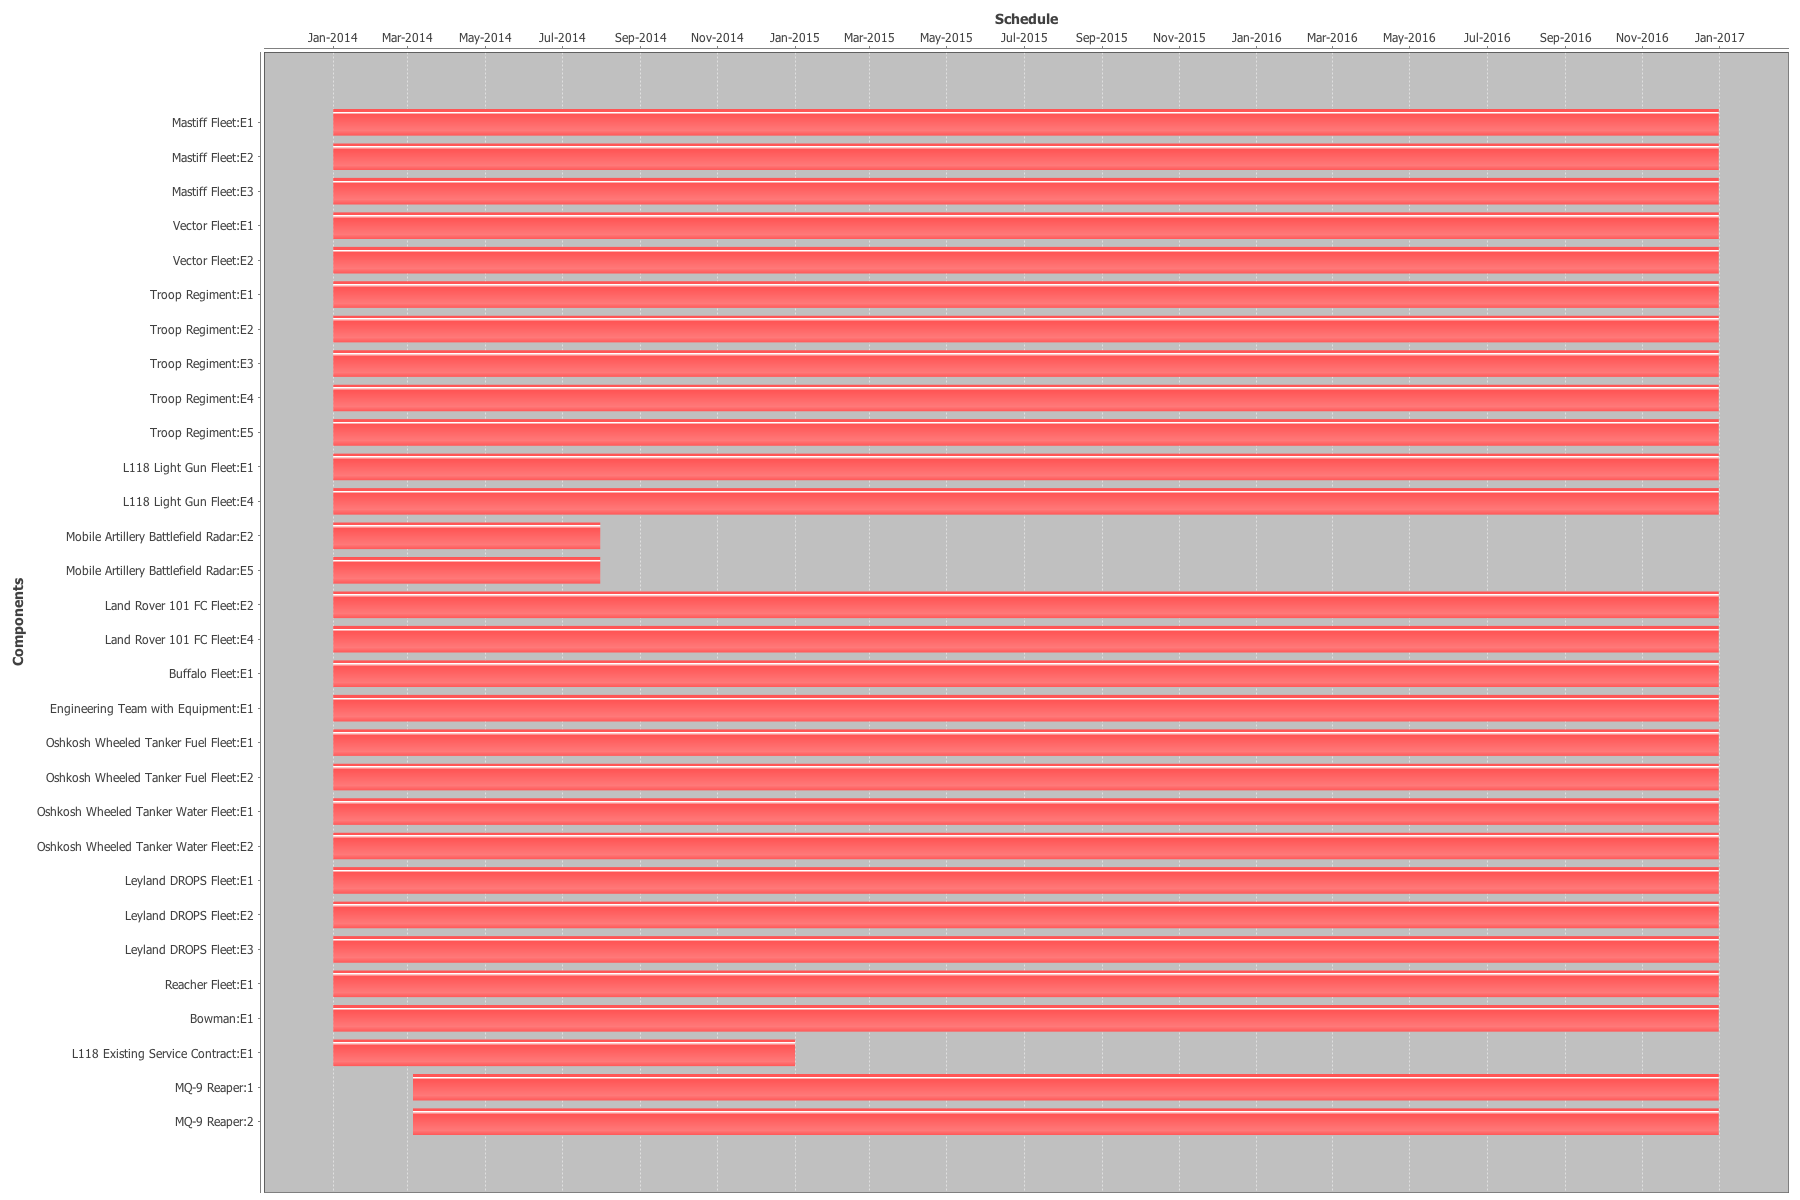 Schedule
Jan-2014 Mar-2014 May-2014 Jul-2014 Sep-2014 Nov-2014 Jan-2015 Mar-2015 May-2015 Jul-2015 Sep-2015 Nov-2015 Jan-2016 Mar-2016 May-2016 Jul-2016 Sep-2016 Nov-2016 Jan-2017
Components
Mastiff Fleet:E1
Mastiff Fleet:E2
Mastiff Fleet:E3
Vector Fleet:E1
Vector Fleet:E2
Troop Regiment:E1
Troop Regiment:E2
Troop Regiment:E3
Troop Regiment:E4
Troop Regiment:E5
L118 Light Gun Fleet:E1
L118 Light Gun Fleet:E4
Mobile Artillery Battlefield Radar:E2
Mobile Artillery Battlefield Radar:E5
Land Rover 101 FC Fleet:E2
Land Rover 101 FC Fleet:E4
Buffalo Fleet:E1
Engineering Team with Equipment:E1
Oshkosh Wheeled Tanker Fuel Fleet:E1
Oshkosh Wheeled Tanker Fuel Fleet:E2
Oshkosh Wheeled Tanker Water Fleet:E1
Oshkosh Wheeled Tanker Water Fleet:E2
Leyland DROPS Fleet:E1
Leyland DROPS Fleet:E2
Leyland DROPS Fleet:E3
Reacher Fleet:E1
Bowman:E1
L118 Existing Service Contract:E1
MQ-9 Reaper:1
MQ-9 Reaper:2